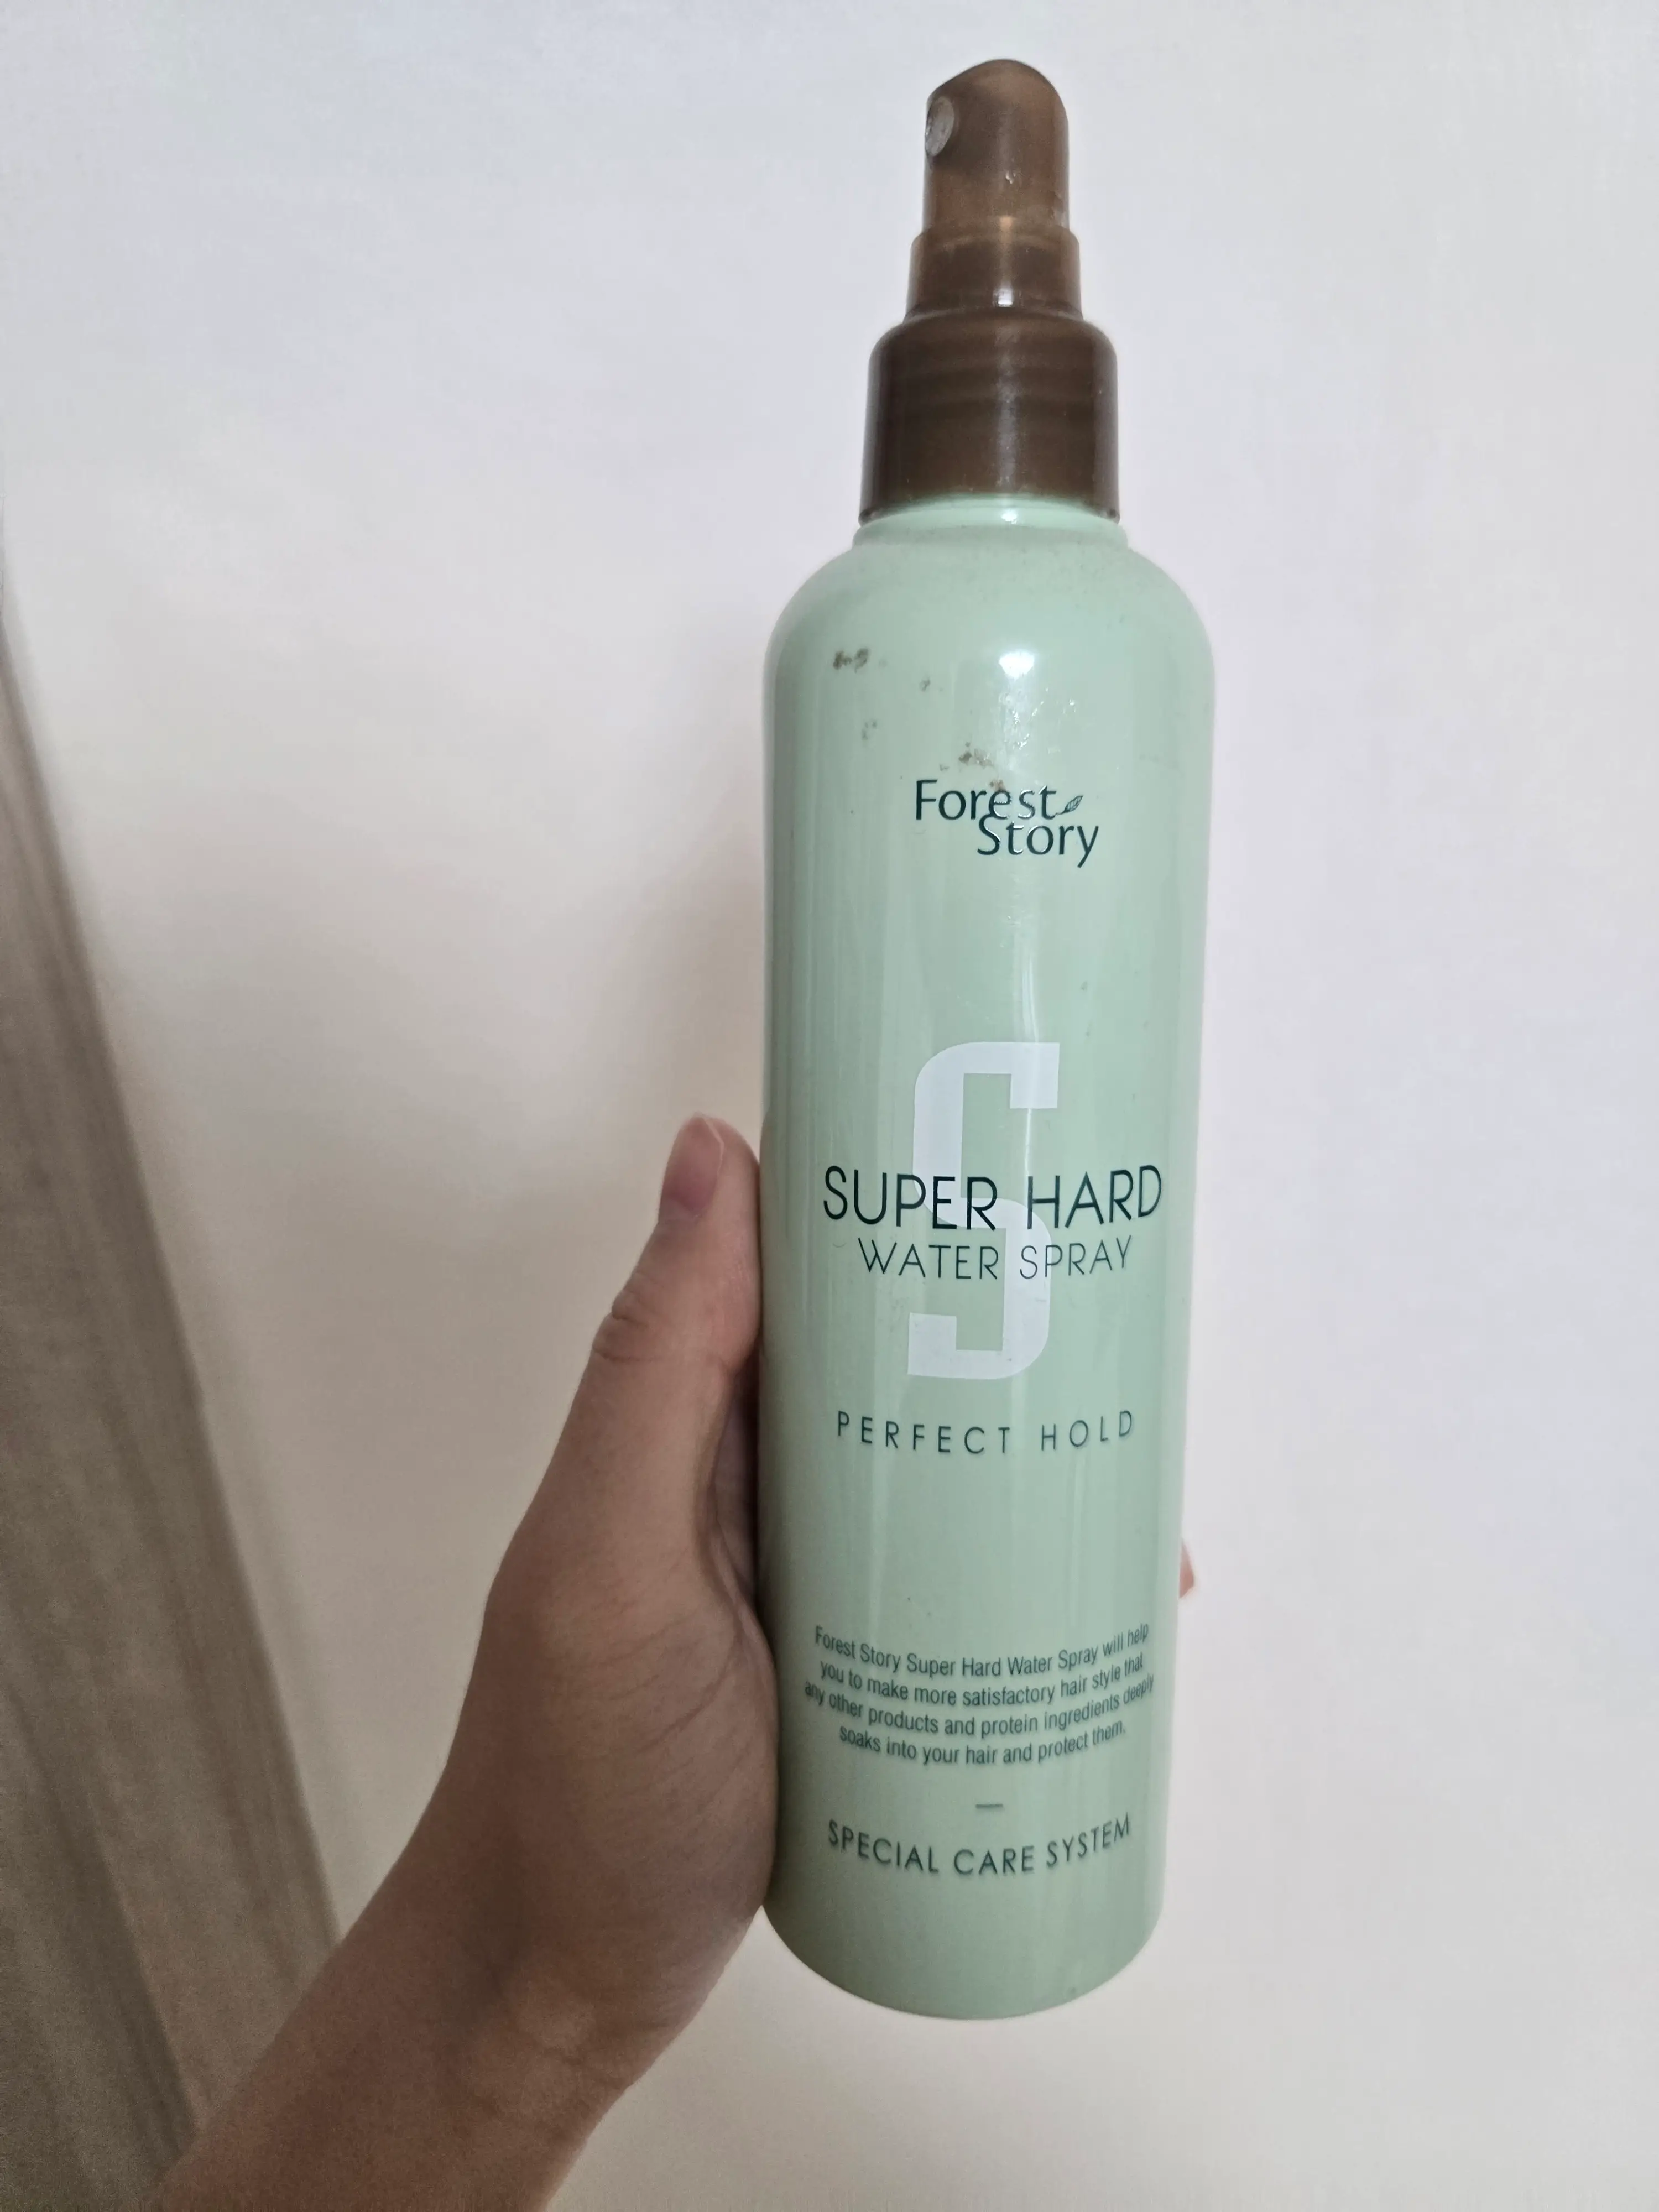 Forest
Story
S
SUPER HARD
WATER SPRAY
PERFECT HOLD
Forest Story Super Hard Water Spray will help
you to make more satisfactory hair style that
any other products and protein ingredients deeply
soaks into your hair and protect them.
SPECIAL CARE SYSTEM